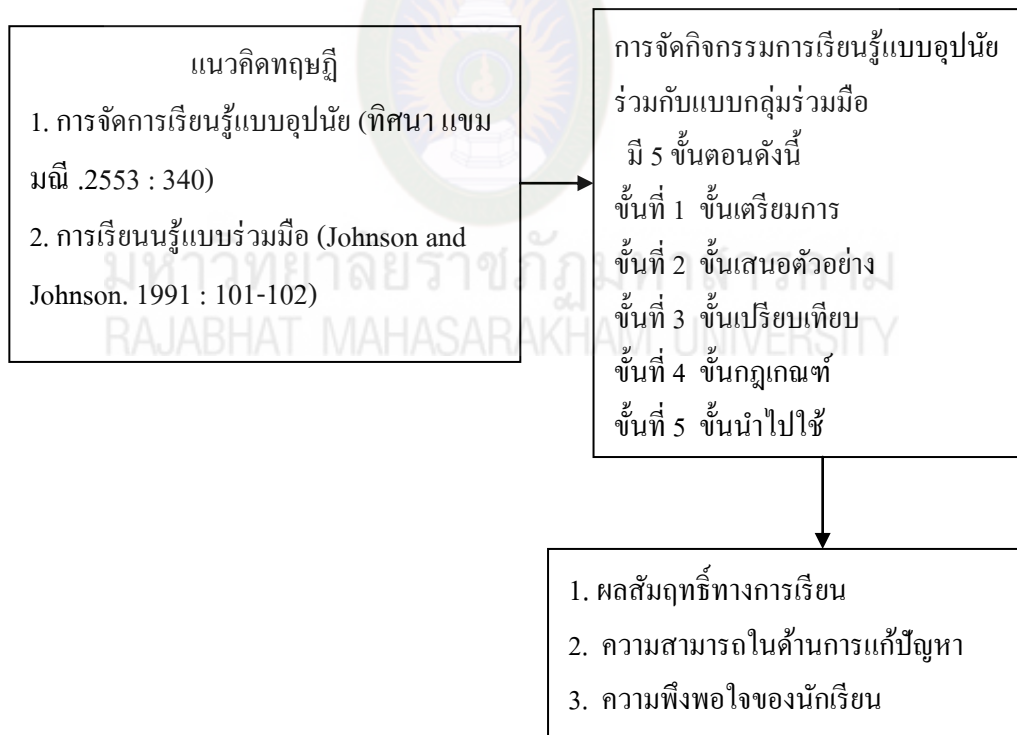 แนวคิดทฤษฎี
1. การจัดการเรียนรู้แบบอุปนัย (ทิศนา แขม
มณี .2553 : 340)
2. การเรียนนรู้แบบร่วมมือ (Johnson and
Johnson. 1991 : 101-102)
การจัดกิจกรรมการเรียนรู้แบบอุปนัย
ร่วมกับแบบกลุ่มร่วมมือ
มี 5 ขั้นตอนดังนี้
ขั้นที่ 1 ขั้นเตรียมการ
ขั้นที่ 2 ขั้นเสนอตัวอย่าง
ขั้นที่ 3 ขั้นเปรียบเทียบ
ขั้นที่ 4 ขั้นกฎเกณฑ์
ขั้นที่ 5 ขั้นนำไปใช้
มหาวิทยาลัยราชภัฏมหาสารคาม
RAJABHAT MAHASARAKHAM UNIVERSITY
1. ผลสัมฤทธิ์ทางการเรียน
2. ความสามารถในด้านการแก้ปัญหา
3. ความพึงพอใจของนักเรียน